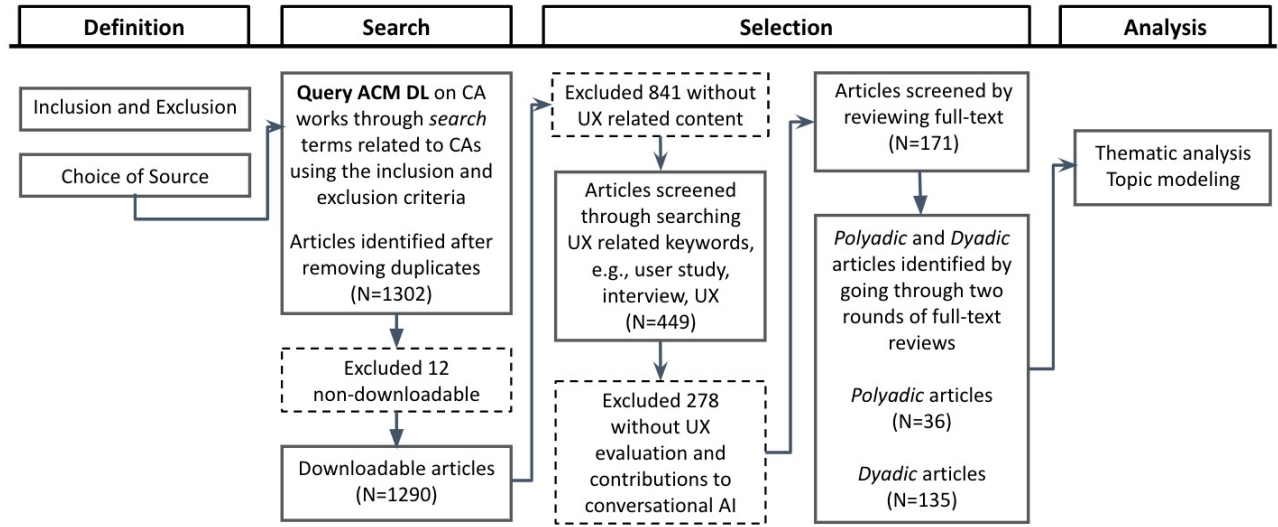 Definition
Search
Selection
Analysis
Inclusion and Exclusion
Choice of Source
Query ACM DL on CA
works through search
terms related to CAs
using the inclusion and
exclusion criteria
Articles identified after
removing duplicates
(N=1302)
Excluded 12
non-downloadable
Downloadable articles
(N=1290)
Excluded 841 without
UX related content
Articles screened
through searching
UX related keywords,
e.g., user study,
interview, UX
(N=449)
Excluded 278
without UX
evaluation and
contributions to
conversational AI
Articles screened by
reviewing full-text
(N=171)
Polyadic and Dyadic
articles identified by
going through two
rounds of full-text
reviews
Polyadic articles
(N=36)
Dyadic articles
(N=135)
Thematic analysis
Topic modeling